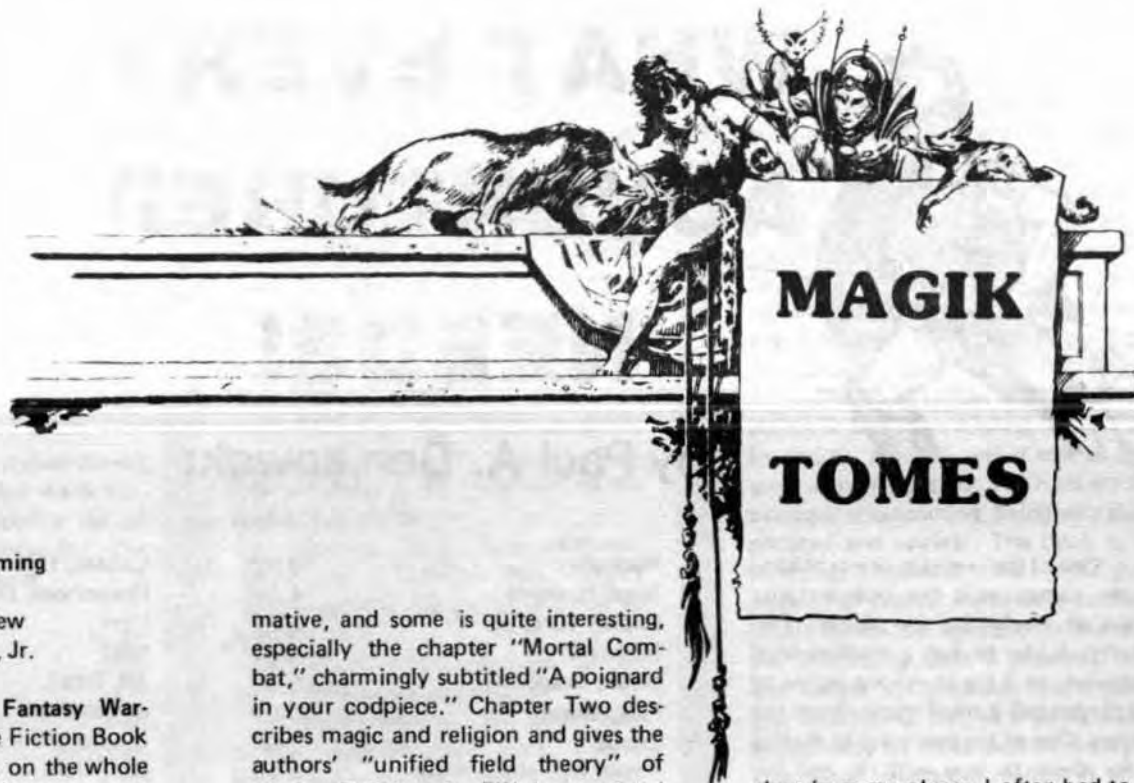 MAGIK
TOMES
ming
ew
, Jr.
Fantasy War-
e Fiction Book
on the whole
mative, and some is quite interesting,
especially the chapter "Mortal Com-
bat," charmingly subtitled "A poignard
in your codpiece." Chapter Two des-
cribes magic and religion and gives the
authors' "unified field theory" of